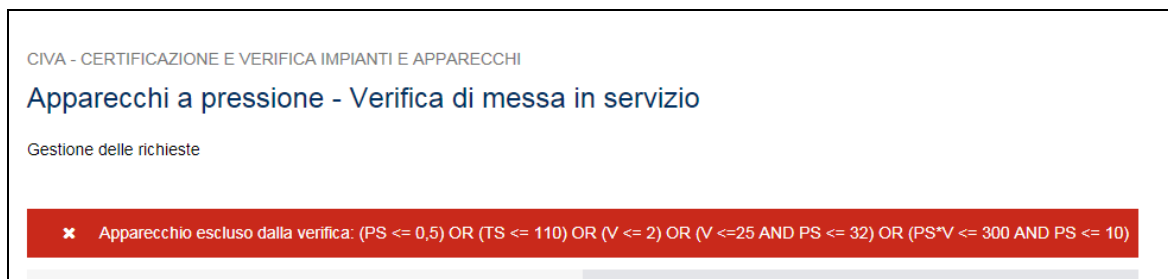 CIVA - CERTIFICAZIONE E VERIFICA IMPIANTI E APPARECCHI
Apparecchi a pressione - Verifica di messa in servizio
Gestione delle richieste
✖ Apparecchio escluso dalla verifica: (PS <= 0,5) OR (TS <= 110) OR (V <= 2) OR (V <=25 AND PS <= 32) OR (PS*V <= 300 AND PS <= 10)